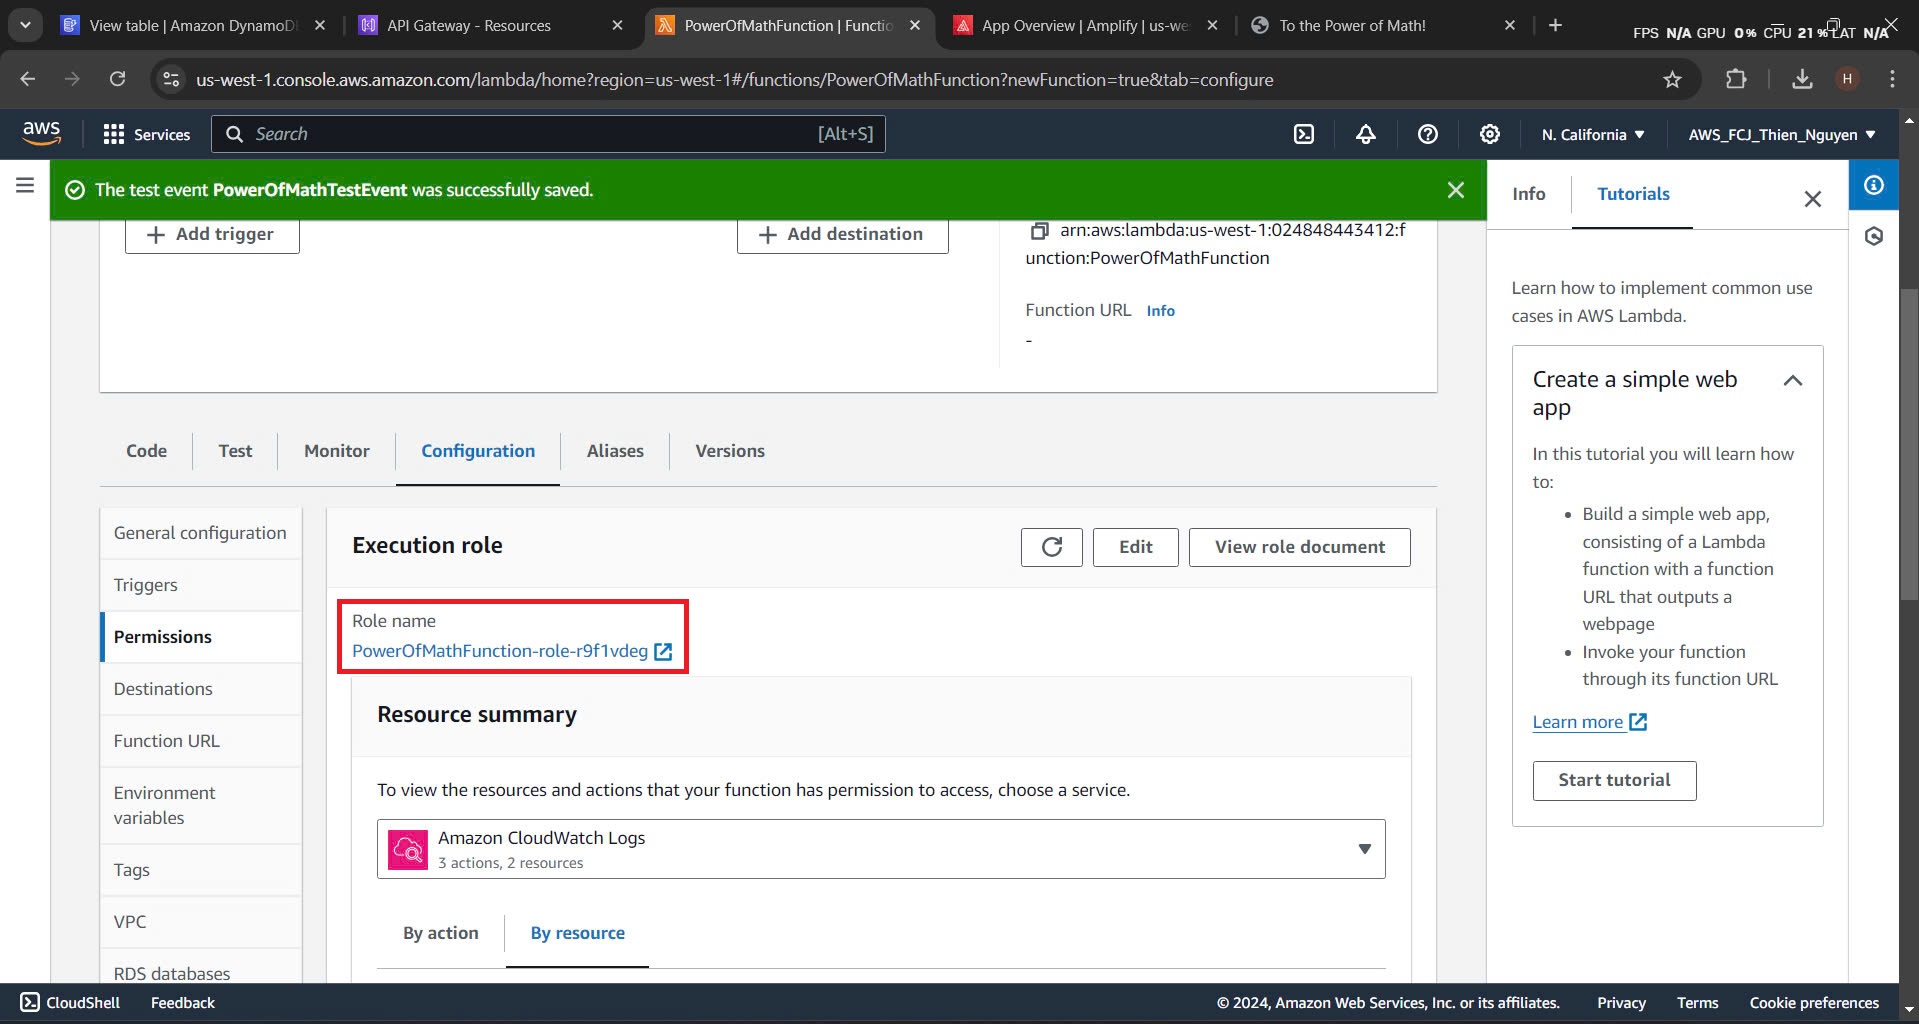 View table | Amazon DynamoD
API Gateway - Resources
PowerOfMathFunction | Functio
App Overview | Amplify | us-we
To the Power of Math!
FPS N/A GPU 0% CPU 21% LAT N/A
us-west-1.console.aws.amazon.com/lambda/home?region=us-west-1#/functions/PowerOfMathFunction?newFunction=true&tab=configure
H
aws
Services
Search
[Alt+S]
N. California
AWS_FCJ_Thien_Nguyen
The test event PowerOfMathTestEvent was successfully saved.
Add trigger
Add destination
arn:aws:lambda:us-west-1:024848443412:f
unction:PowerOfMathFunction
Function URL Info
-
Code
Test
Monitor
Configuration
Aliases
Versions
General configuration
Triggers
Permissions
Destinations
Function URL
Environment
variables
Tags
VPC
RDS databases
Execution role
Edit
View role document
Role name
PowerOfMathFunction-role-r9f1vdeg
Resource summary
To view the resources and actions that your function has permission to access, choose a service.
Amazon CloudWatch Logs
3 actions, 2 resources
By action
By resource
Info
Tutorials
Learn how to implement common use
cases in AWS Lambda.
Create a simple web
app
In this tutorial you will learn how
to:
• Build a simple web app,
consisting of a Lambda
function with a function
URL that outputs a
webpage
• Invoke your function
through its function URL
Learn more
Start tutorial
CloudShell
Feedback
© 2024, Amazon Web Services, Inc. or its affiliates.
Privacy
Terms
Cookie preferences